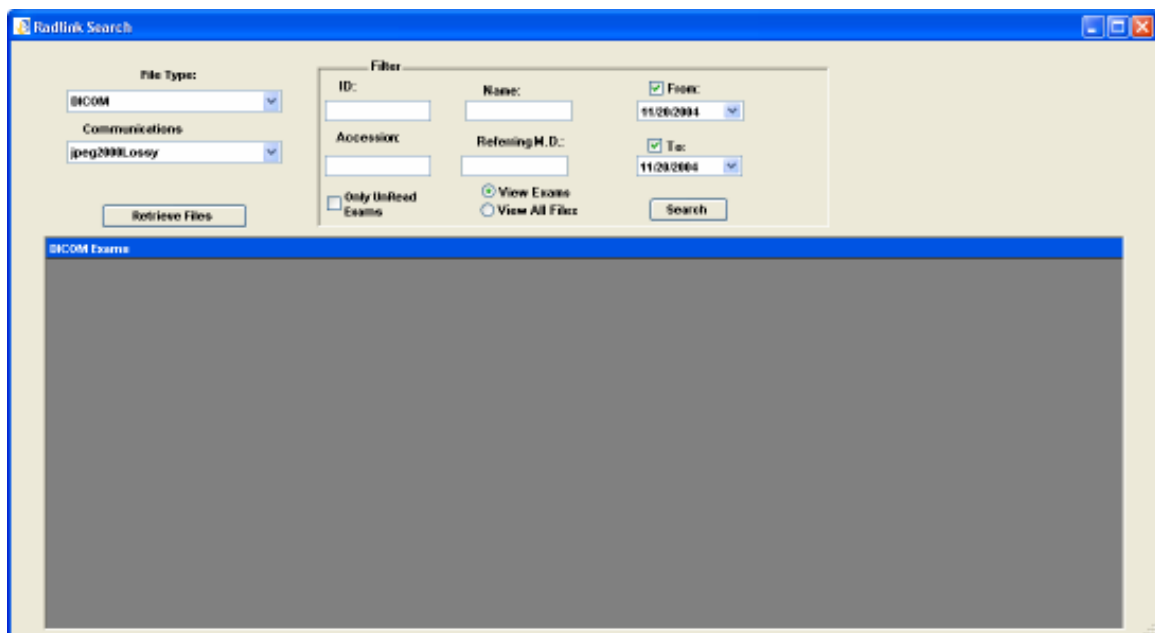 Radlink Search
File Type:
DICOM
Communications
jpeg2000Lossy
Retrieve Files
Filter
ID:
Name:
From:
11/20/2004
Accession:
Referring M.D.:
To:
11/20/2004
Only UnRead
Exams
View Exams
View All Files
Search
DICOM Exams